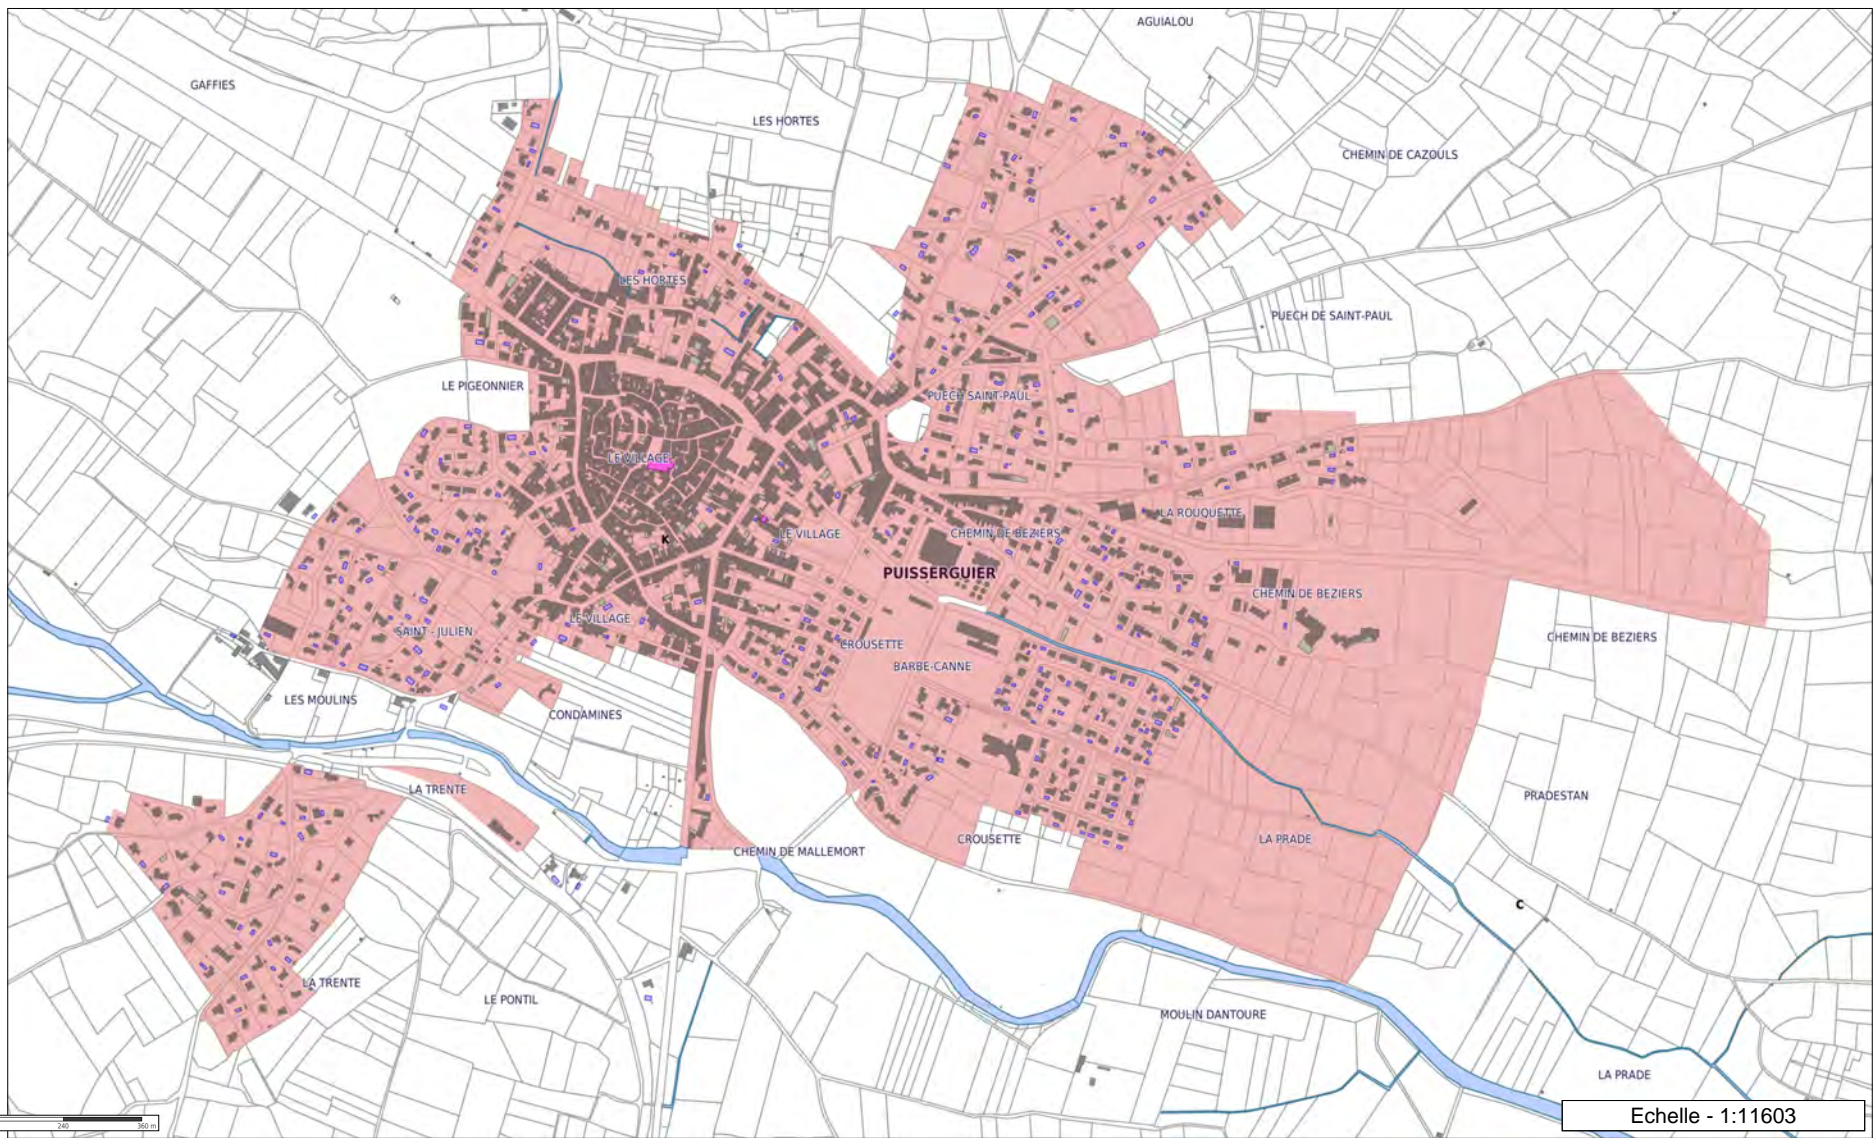 AGUIALOU
GAFFIES
LES HORTES
CHEMIN DE CAZOULS
LES HORTES
PUECH DE SAINT-PAUL
LE PIGEONNIER
PUECH SAINT-PAUL
LE VILLAGE
LA ROUQUETTE
LE VILLAGE
CHEMIN DE BEZIERS
K
PUISSERGUIER
CHEMIN DE BEZIERS
LE VILLAGE
SAINT - JULIEN
CHEMIN DE BEZIERS
CROUSETTE
BARBE-CANNE
LES MOULINS
CONDAMINES
LA TRENTE
PRADESTAN
CROUSETTE
LA PRADE
CHEMIN DE MALLEMORT
C
LA TRENTE
LE PONTIL
MOULIN DANTOURE
LA PRADE
Echelle - 1:11603
240 360 m